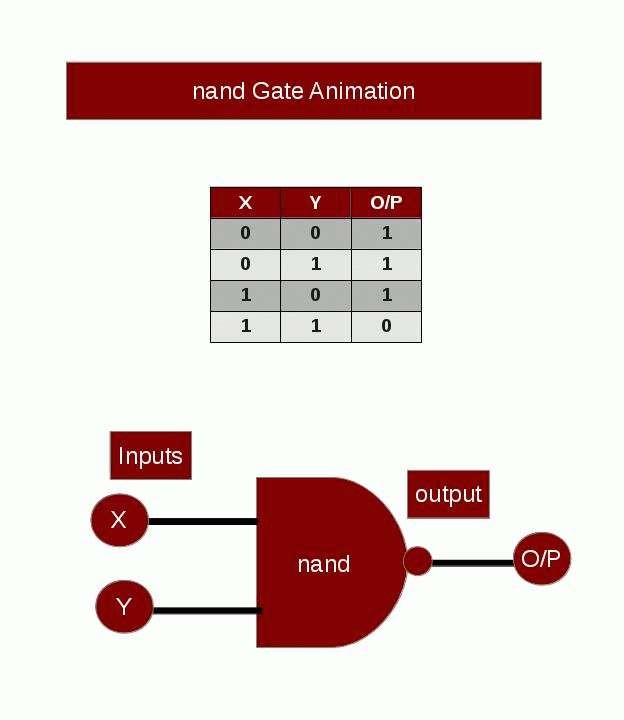 nand Gate Animation
X Y O/P
0 0 1
0 1 1
1 0 1
1 1 0
Inputs
output
X
nand
O/P
Y